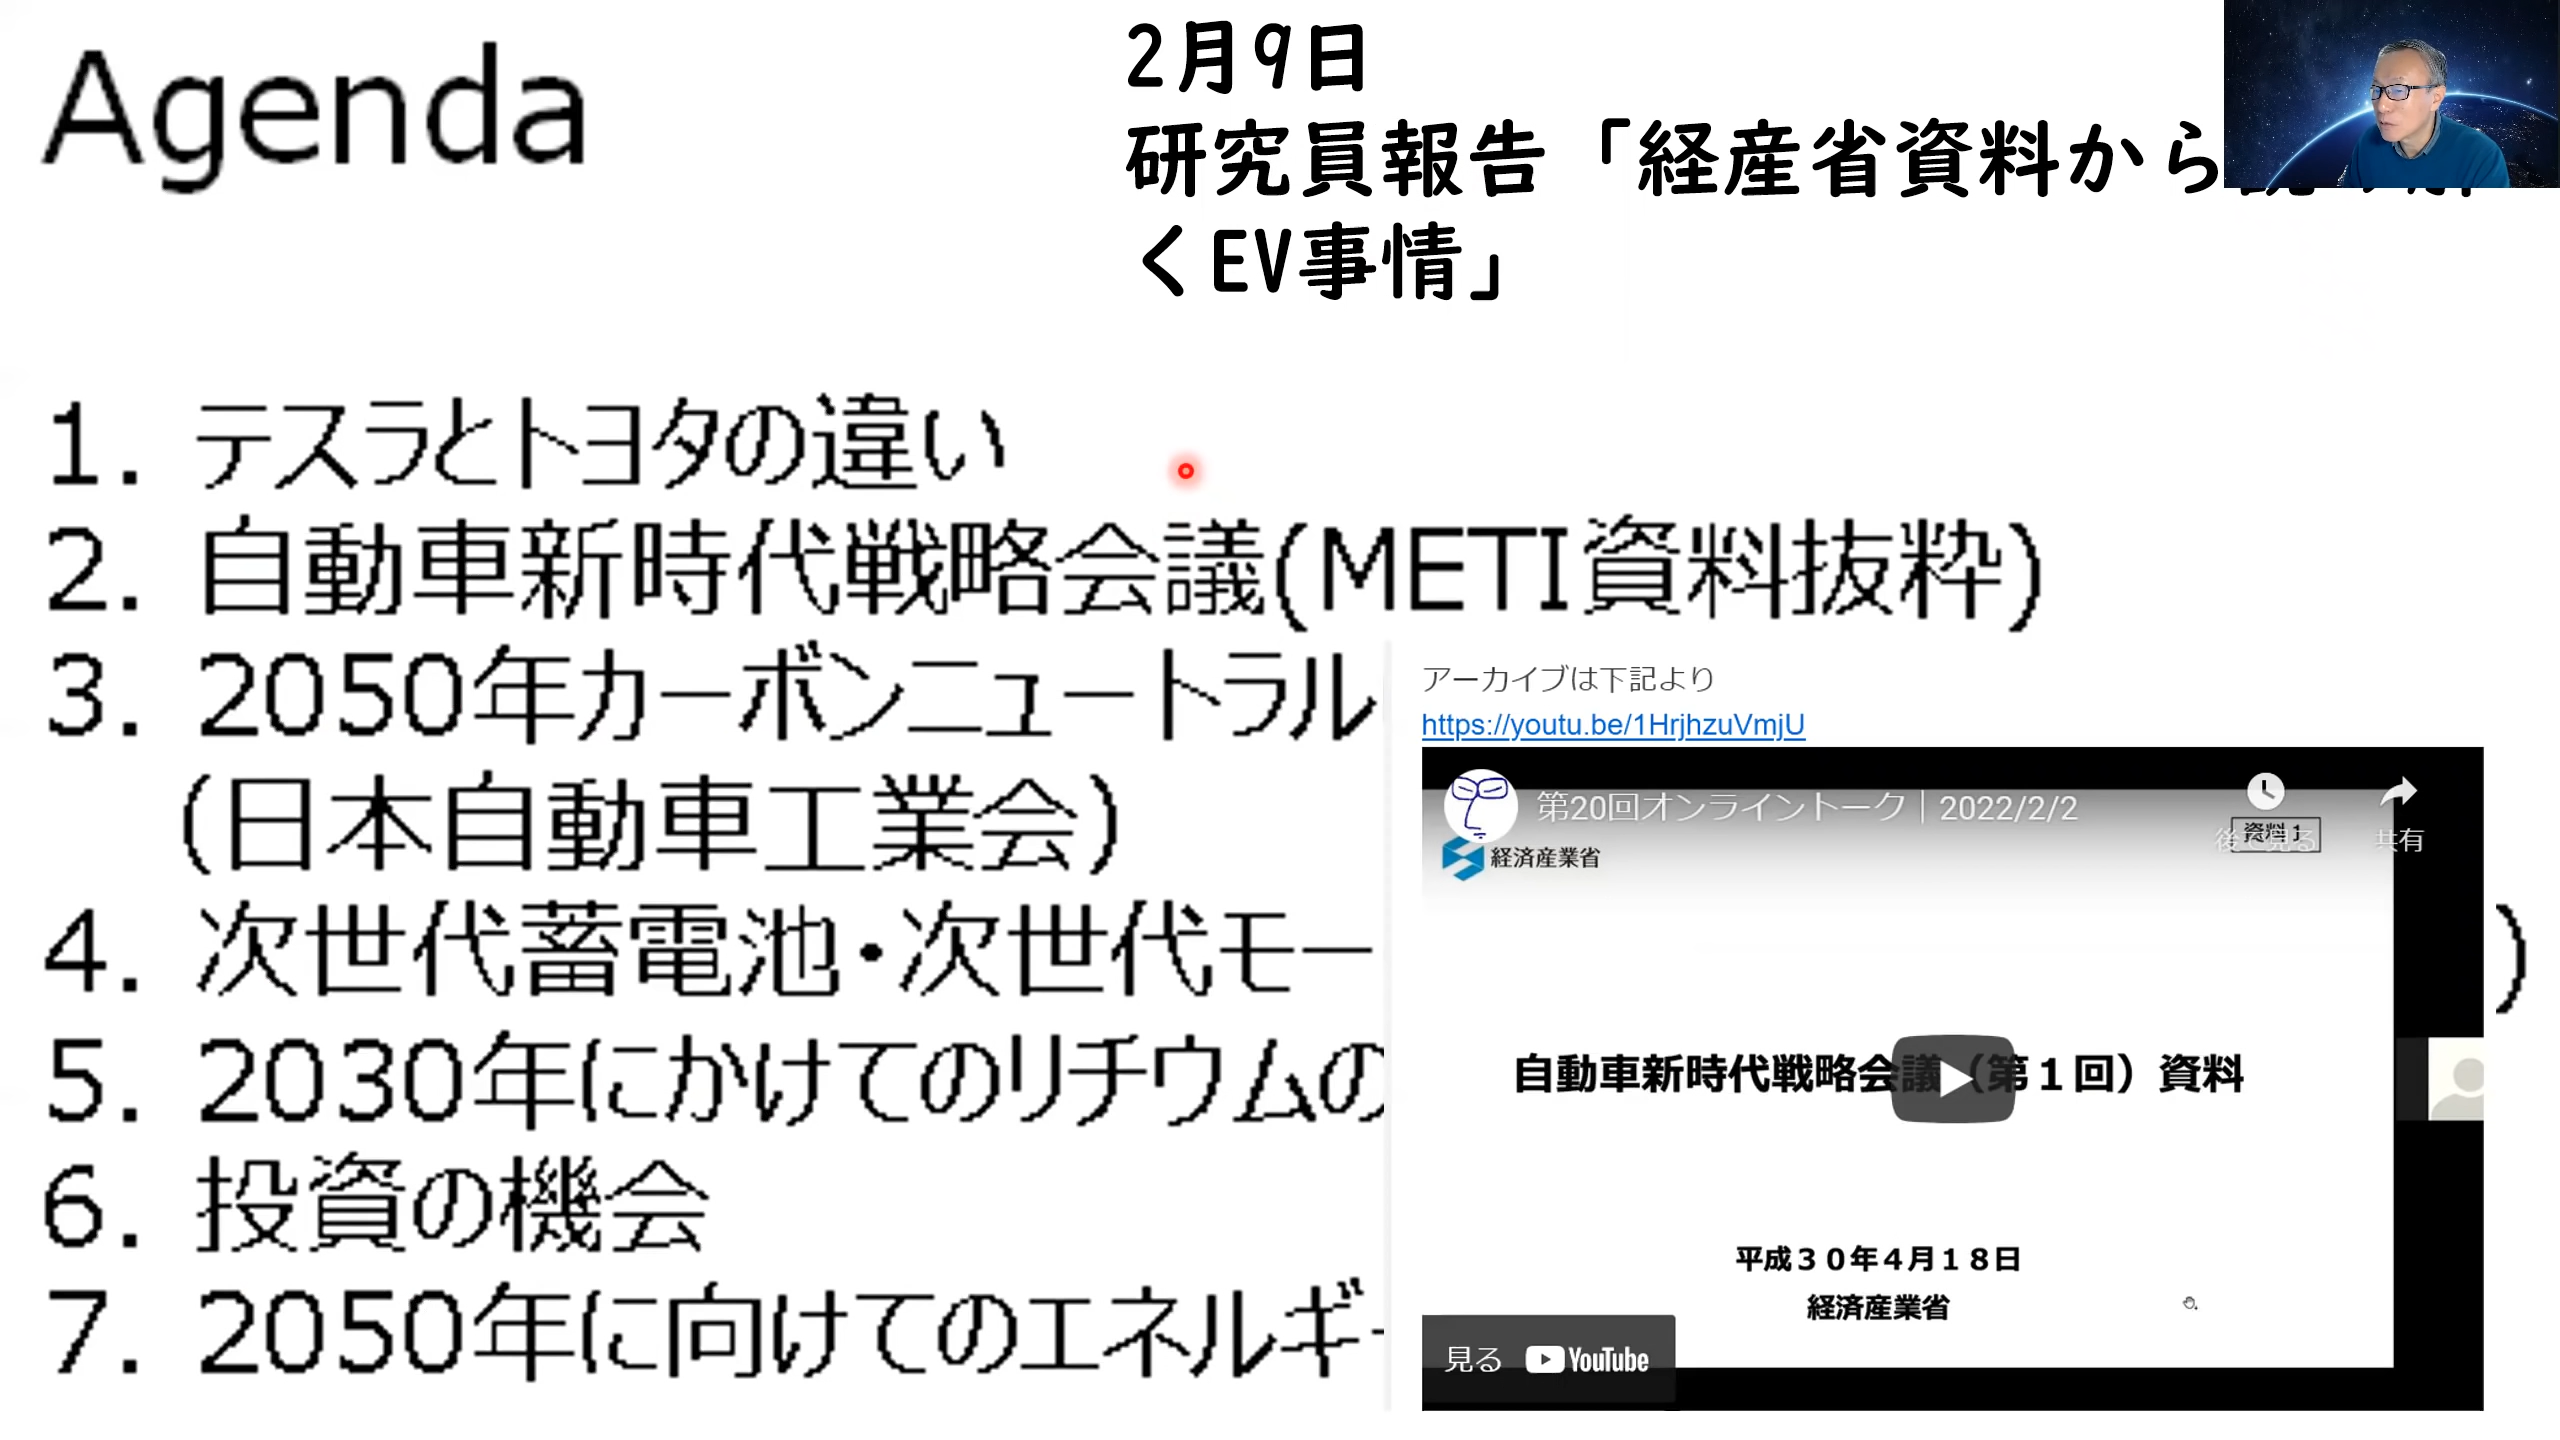 Agenda
2月9日
研究員報告「経産省資料から
くEV事情」
1. テスラとトヨタの違い
2. 自動車新時代戦略会議(METI資料抜粋)
3. 2050年カーボンニュートラル
(日本自動車工業会)
4. 次世代蓄電池・次世代モー
)
5. 2030年にかけてのリチウムの
6. 投資の機会
7. 2050年に向けてのエネルギー
アーカイブは下記より
https://youtu.be/1HrjhzuVmjU
第20回オンライントーク｜2022/2/2
後で見る
資料1
共有
経済産業省
自動車新時代戦略会議（第１回）資料
平成３０年４月１８日
経済産業省
見る YouTube